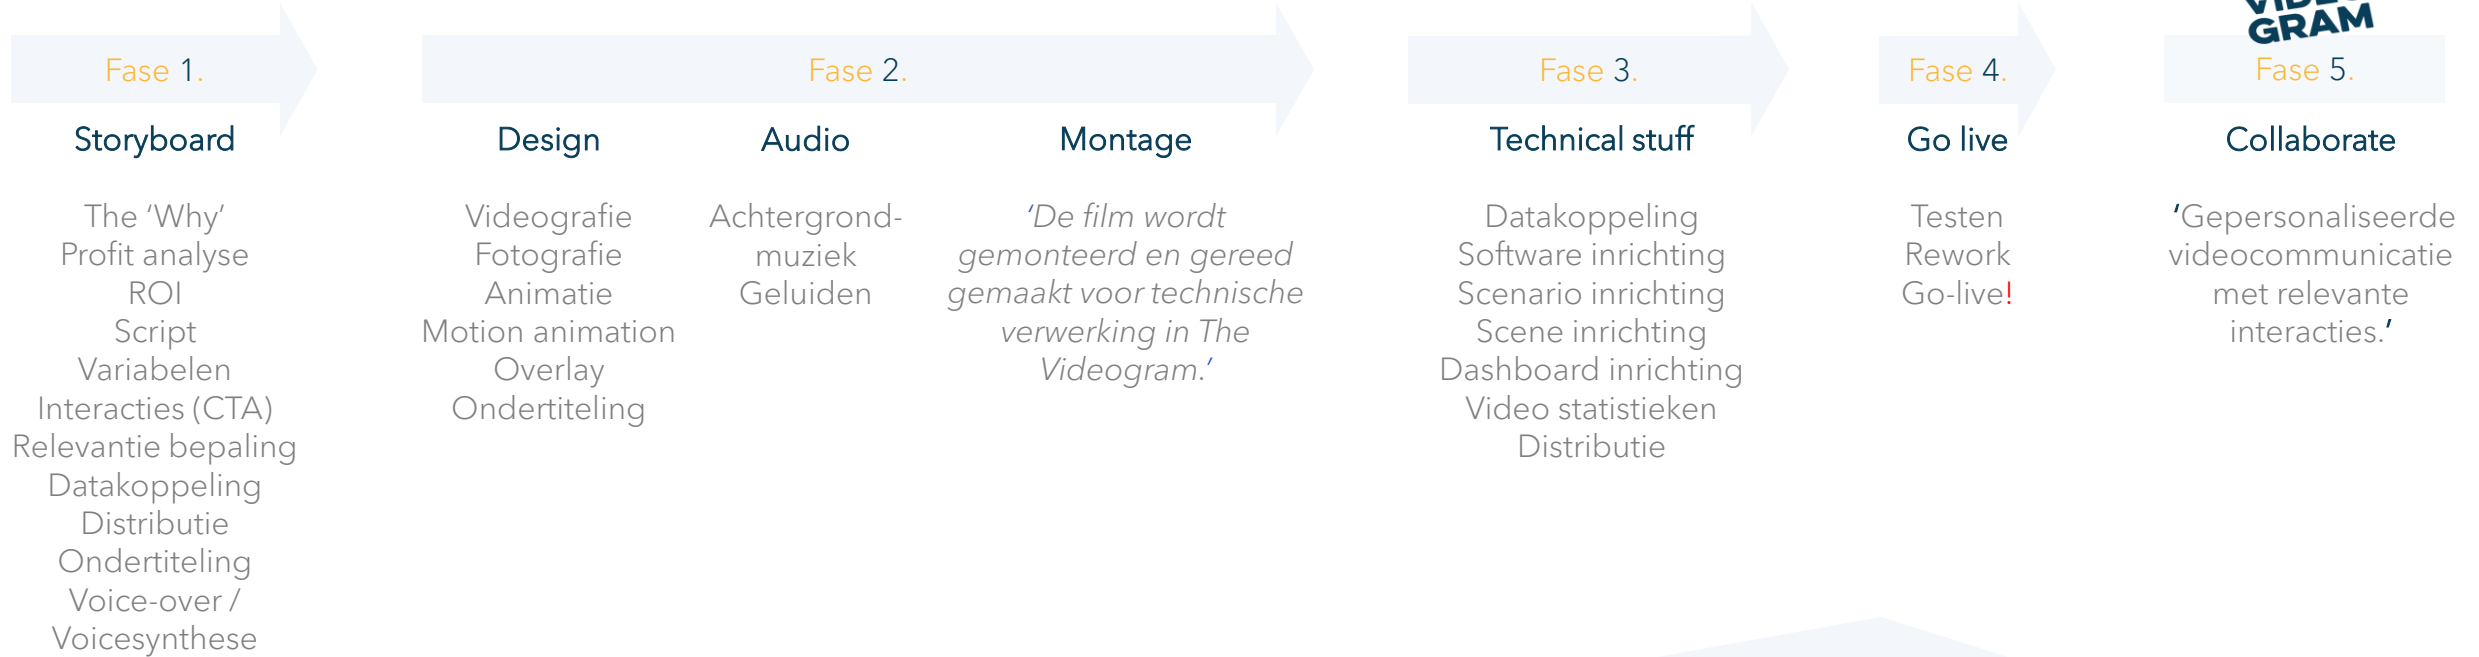 VIDEO
GRAM
Fase 1.
Storyboard
The ‘Why’
Profit analyse
ROI
Script
Variabelen
Interacties (CTA)
Relevantie bepaling
Datakoppeling
Distributie
Ondertiteling
Voice-over /
Voicesynthese
Fase 2.
Design
Videografie
Fotografie
Animatie
Motion animation
Overlay
Ondertiteling
Audio
Achtergrond-
muziek
Geluiden
Montage
‘De film wordt
gemonteerd en gereed
gemaakt voor technische
verwerking in The
Videogram.’
Fase 3.
Technical stuff
Datakoppeling
Software inrichting
Scenario inrichting
Scene inrichting
Dashboard inrichting
Video statistieken
Distributie
Fase 4.
Go live
Testen
Rework
Go-live!
Fase 5.
Collaborate
‘Gepersonaliseerde
videocommunicatie
met relevante
interacties.’